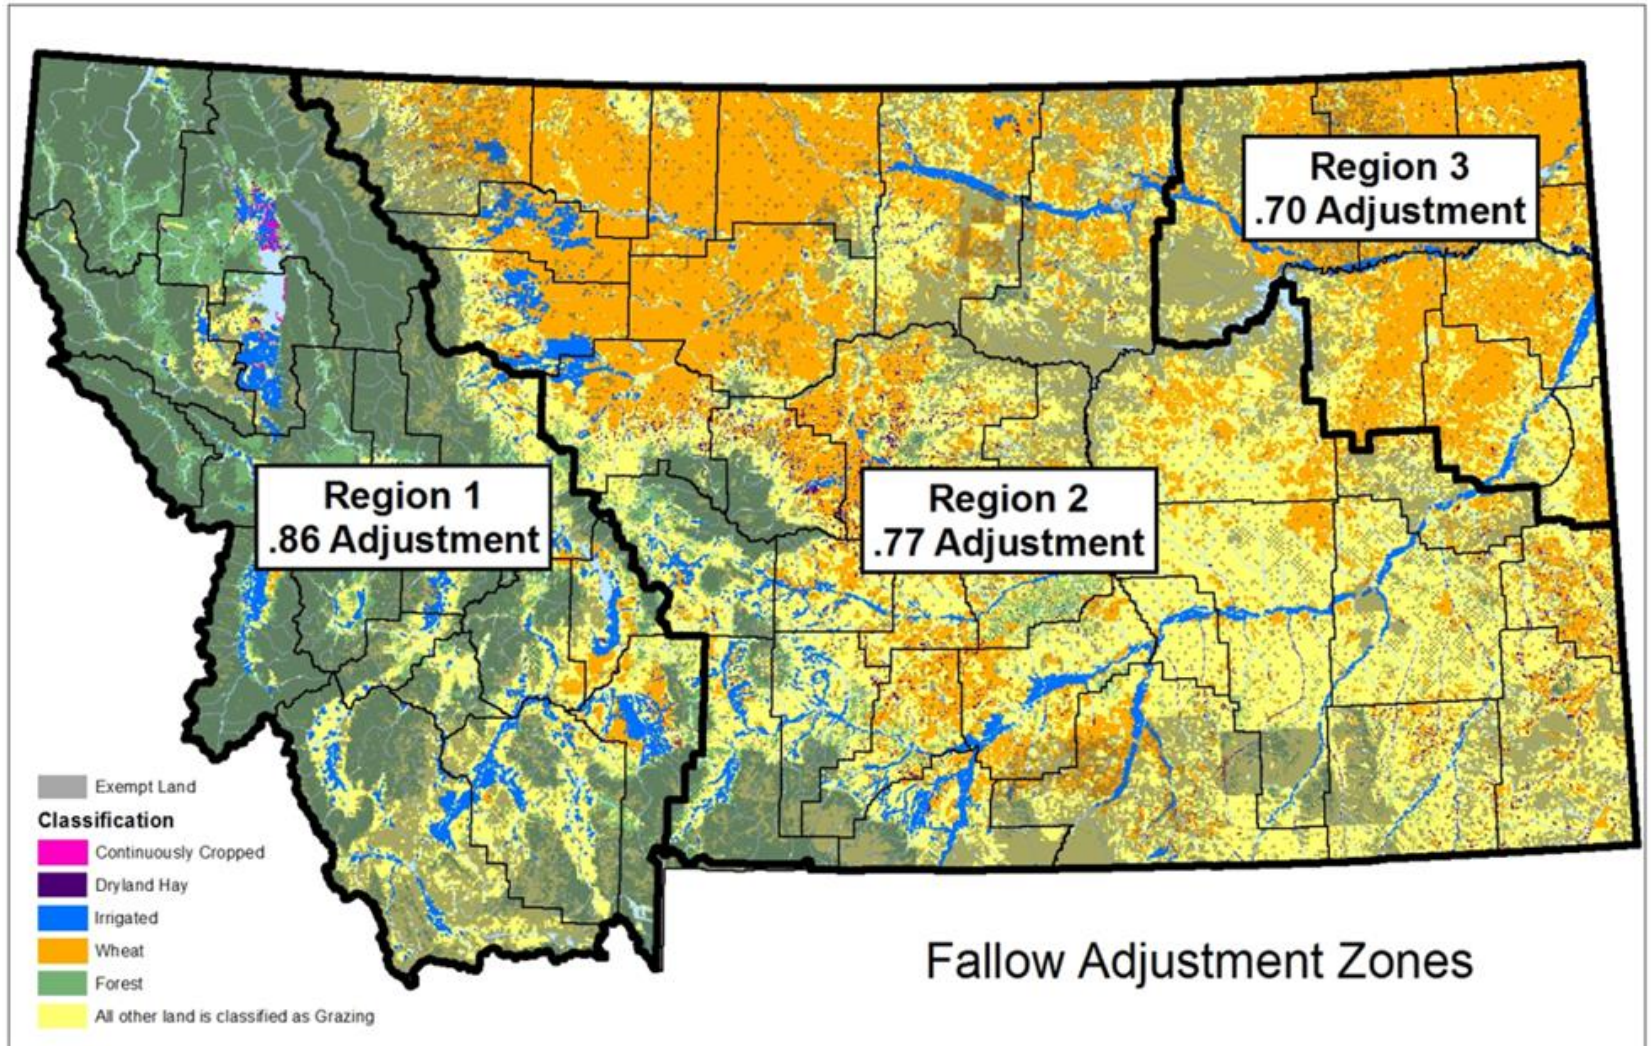 Region 3
.70 Adjustment
Region 1
.86 Adjustment
Region 2
.77 Adjustment
Exempt Land
Classification
Continuously Cropped
Dryland Hay
Irrigated
Wheat
Forest
All other land is classified as Grazing
Fallow Adjustment Zones